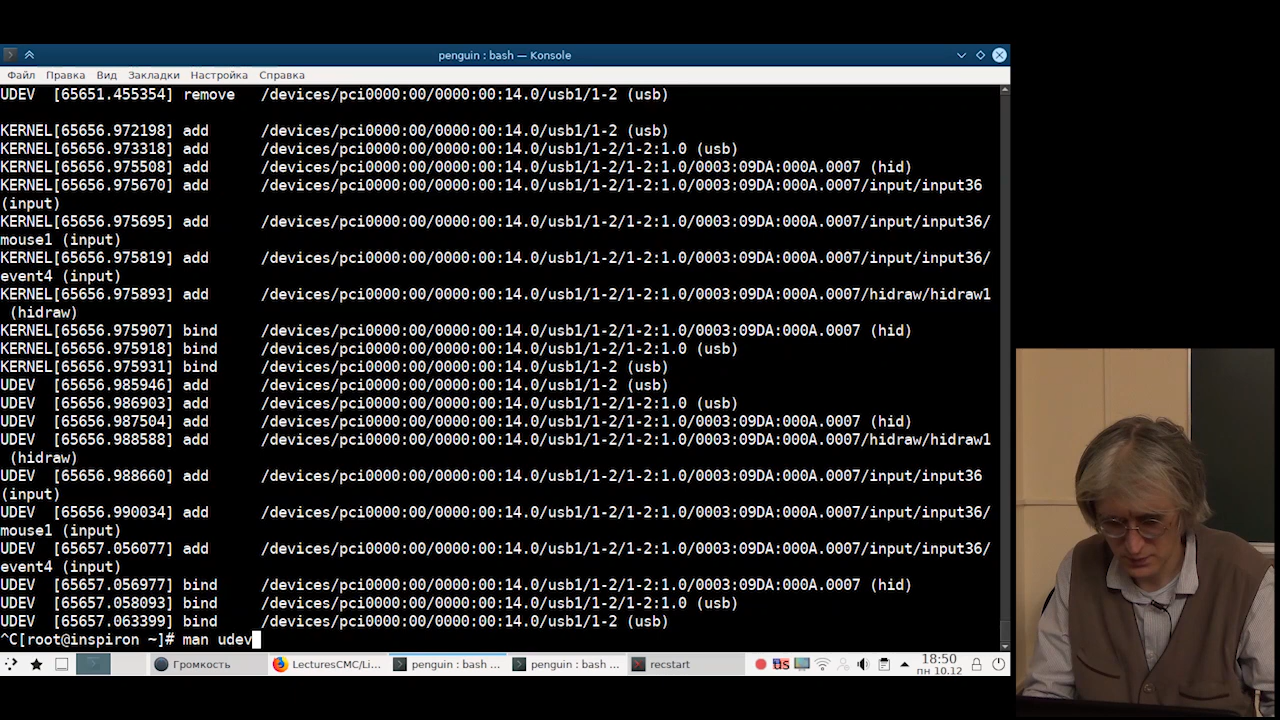 penguin : bash — Konsole
Файл Правка Вид Закладки Настройка Справка
UDEV  [65651.455354] remove   /devices/pci0000:00/0000:00:14.0/usb1/1-2 (usb)
KERNEL[65656.972198] add      /devices/pci0000:00/0000:00:14.0/usb1/1-2 (usb)
KERNEL[65656.973318] add      /devices/pci0000:00/0000:00:14.0/usb1/1-2/1-2:1.0 (usb)
KERNEL[65656.975508] add      /devices/pci0000:00/0000:00:14.0/usb1/1-2/1-2:1.0/0003:09DA:000A.0007 (hid)
KERNEL[65656.975670] add      /devices/pci0000:00/0000:00:14.0/usb1/1-2/1-2:1.0/0003:09DA:000A.0007/input/input36
(input)
KERNEL[65656.975695] add      /devices/pci0000:00/0000:00:14.0/usb1/1-2/1-2:1.0/0003:09DA:000A.0007/input/input36/
mouse1 (input)
KERNEL[65656.975819] add      /devices/pci0000:00/0000:00:14.0/usb1/1-2/1-2:1.0/0003:09DA:000A.0007/input/input36/
event4 (input)
KERNEL[65656.975893] add      /devices/pci0000:00/0000:00:14.0/usb1/1-2/1-2:1.0/0003:09DA:000A.0007/hidraw/hidraw1
(hidraw)
KERNEL[65656.975907] bind     /devices/pci0000:00/0000:00:14.0/usb1/1-2/1-2:1.0/0003:09DA:000A.0007 (hid)
KERNEL[65656.975918] bind     /devices/pci0000:00/0000:00:14.0/usb1/1-2/1-2:1.0 (usb)
KERNEL[65656.975931] bind     /devices/pci0000:00/0000:00:14.0/usb1/1-2 (usb)
UDEV  [65656.985946] add      /devices/pci0000:00/0000:00:14.0/usb1/1-2 (usb)
UDEV  [65656.986903] add      /devices/pci0000:00/0000:00:14.0/usb1/1-2/1-2:1.0 (usb)
UDEV  [65656.987504] add      /devices/pci0000:00/0000:00:14.0/usb1/1-2/1-2:1.0/0003:09DA:000A.0007 (hid)
UDEV  [65656.988588] add      /devices/pci0000:00/0000:00:14.0/usb1/1-2/1-2:1.0/0003:09DA:000A.0007/hidraw/hidraw1
(hidraw)
UDEV  [65656.988660] add      /devices/pci0000:00/0000:00:14.0/usb1/1-2/1-2:1.0/0003:09DA:000A.0007/input/input36
(input)
UDEV  [65656.990034] add      /devices/pci0000:00/0000:00:14.0/usb1/1-2/1-2:1.0/0003:09DA:000A.0007/input/input36/
mouse1 (input)
UDEV  [65657.056077] add      /devices/pci0000:00/0000:00:14.0/usb1/1-2/1-2:1.0/0003:09DA:000A.0007/input/input36/
event4 (input)
UDEV  [65657.056977] bind     /devices/pci0000:00/0000:00:14.0/usb1/1-2/1-2:1.0/0003:09DA:000A.0007 (hid)
UDEV  [65657.058093] bind     /devices/pci0000:00/0000:00:14.0/usb1/1-2/1-2:1.0 (usb)
UDEV  [65657.063399] bind     /devices/pci0000:00/0000:00:14.0/usb1/1-2 (usb)
^C[root@inspiron ~]# man udev
Громкость LecturesCMC/Li... penguin : bash ... penguin : bash ... recstart us 18:50
пн 10.12